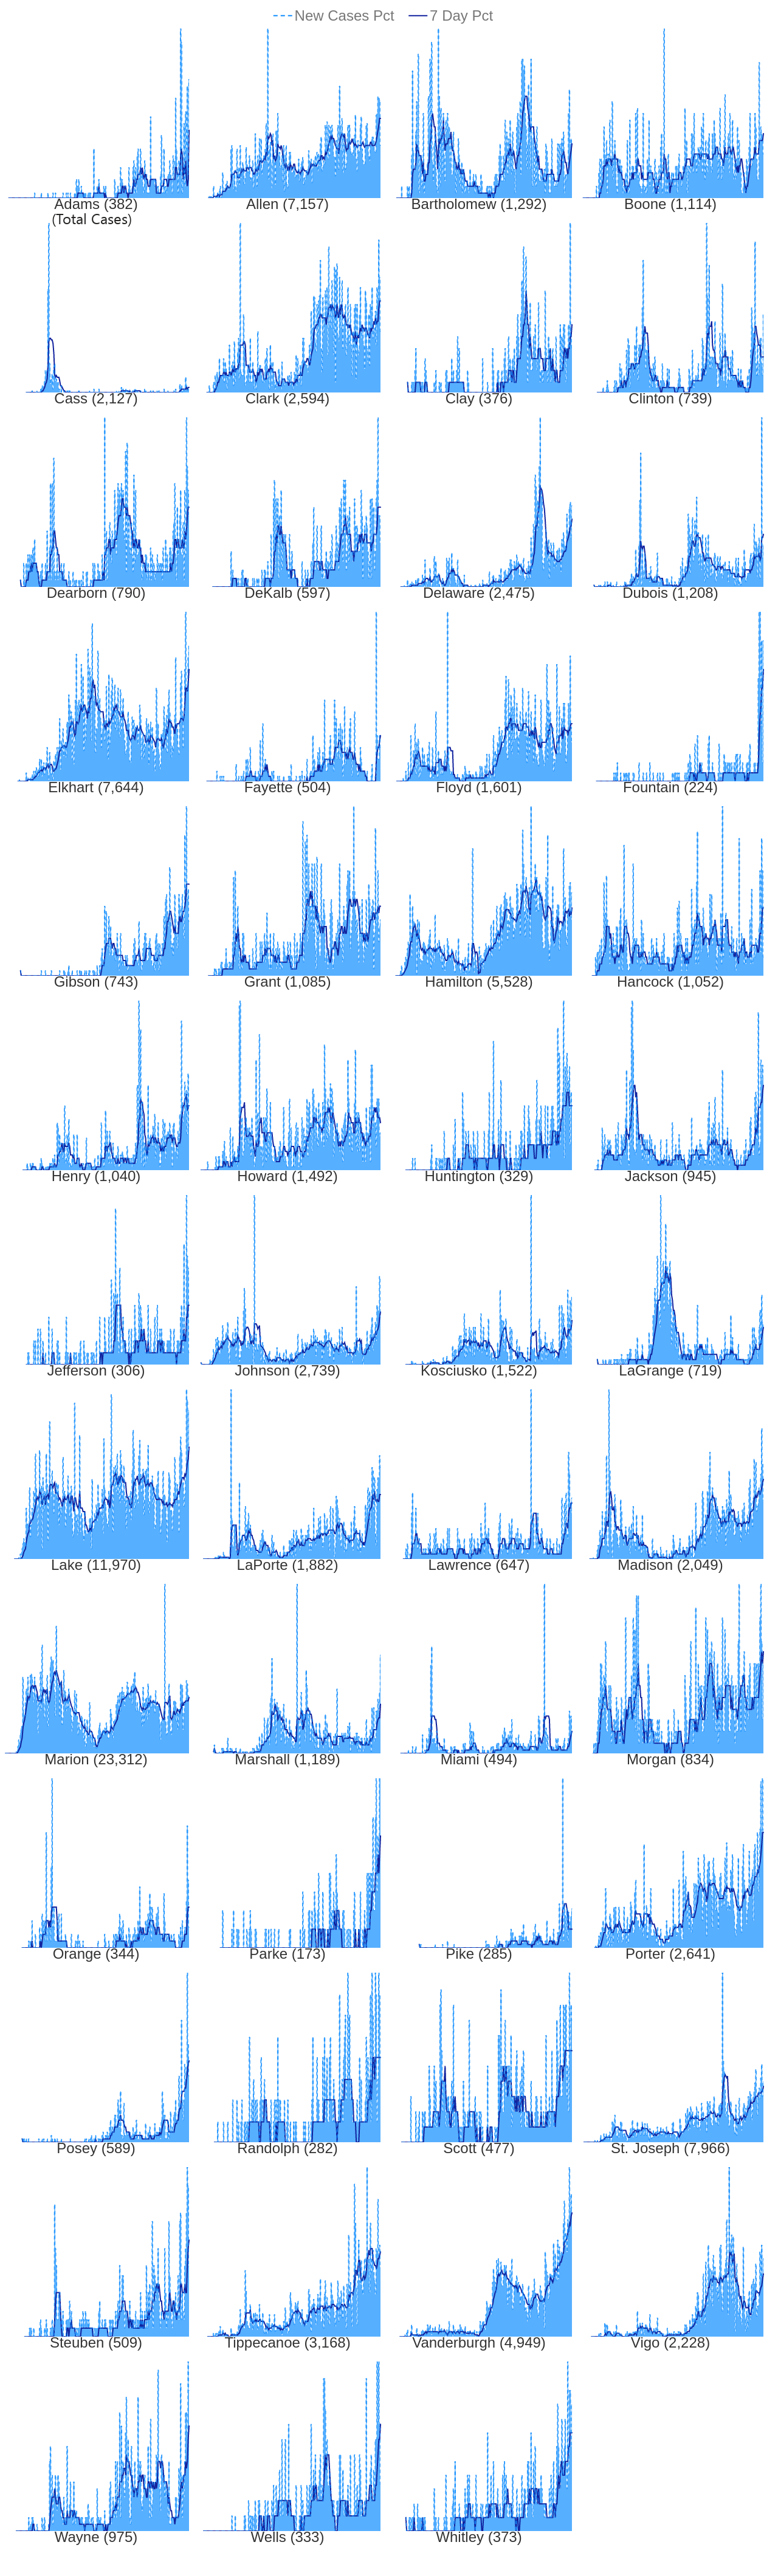 New Cases Pct 7 Day Pct
Adams (382) Allen (7,157) Bartholomew (1,292) Boone (1,114)
(Total Cases)
Cass (2,127) Clark (2,594) Clay (376) Clinton (739)
Dearborn (790) DeKalb (597) Delaware (2,475) Dubois (1,208)
Elkhart (7,644) Fayette (504) Floyd (1,601) Fountain (224)
Gibson (743) Grant (1,085) Hamilton (5,528) Hancock (1,052)
Henry (1,040) Howard (1,492) Huntington (329) Jackson (945)
Jefferson (306) Johnson (2,739) Kosciusko (1,522) LaGrange (719)
Lake (11,970) LaPorte (1,882) Lawrence (647) Madison (2,049)
Marion (23,312) Marshall (1,189) Miami (494) Morgan (834)
Orange (344) Parke (173) Pike (285) Porter (2,641)
Posey (589) Randolph (282) Scott (477) St. Joseph (7,966)
Steuben (509) Tippecanoe (3,168) Vanderburgh (4,949) Vigo (2,228)
Wayne (975) Wells (333) Whitley (373)